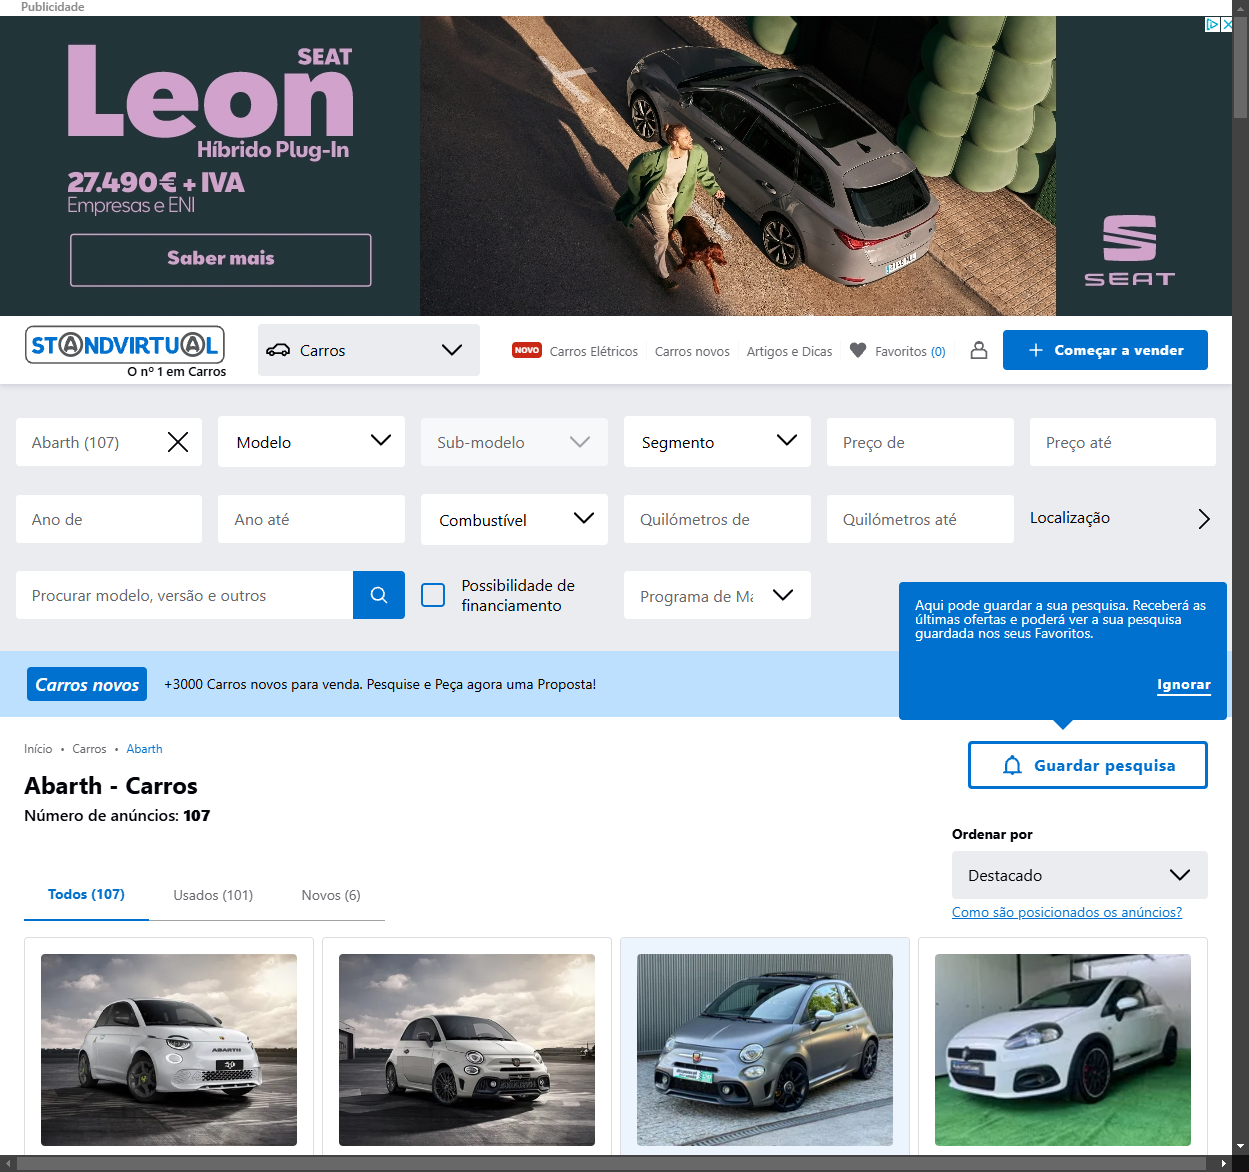 Publicidade
SEAT
Leon
Híbrido Plug-In
27.490€ + IVA
Empresas e ENI
Saber mais
SEAT
STANDVIRTUAL
O nº 1 em Carros
Carros
NOVO Carros Elétricos
Carros novos
Artigos e Dicas
Favoritos (0)
Começar a vender
Abarth (107)
Modelo
Sub-modelo
Segmento
Preço de
Preço até
Ano de
Ano até
Combustível
Quilómetros de
Quilómetros até
Localização
Procurar modelo, versão e outros
Possibilidade de
financiamento
Programa de
Aqui pode guardar a sua pesquisa. Receberá as
últimas ofertas e poderá ver a sua pesquisa
guardada nos seus Favoritos.
Ignorar
Carros novos
+3000 Carros novos para venda. Pesquise e Peça agora uma Proposta!
Início • Carros • Abarth
Guardar pesquisa
Abarth - Carros
Número de anúncios: 107
Ordenar por
Destacado
Como são posicionados os anúncios?
Todos (107)
Usados (101)
Novos (6)
ABARTH